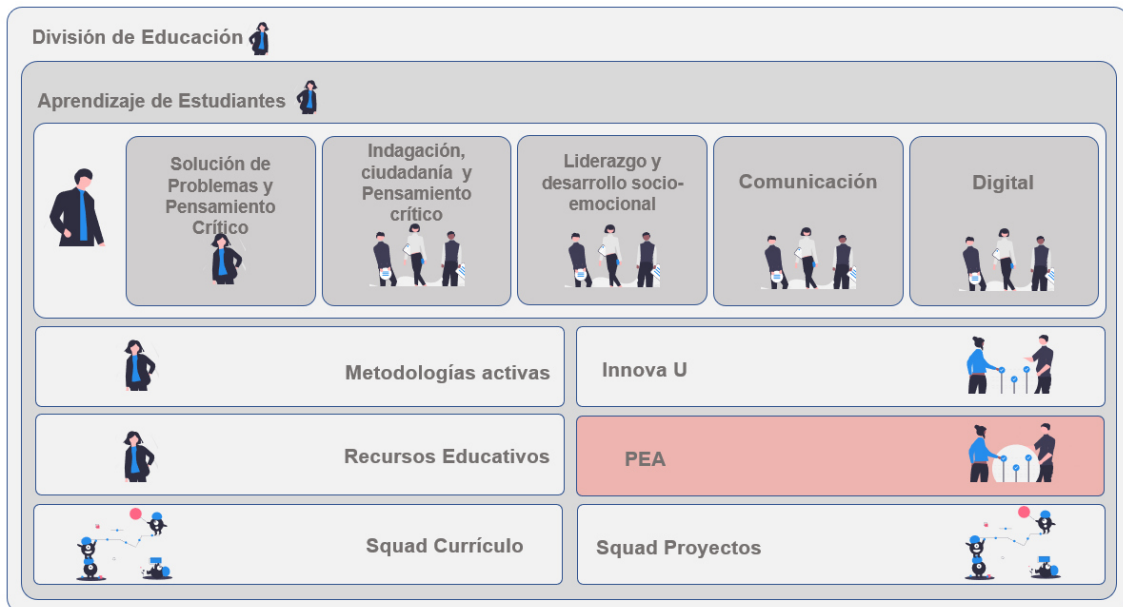 División de Educación
Aprendizaje de Estudiantes
Solución de
Problemas y
Pensamiento
Crítico
Indagación,
ciudadanía y
Pensamiento
crítico
Liderazgo y
desarrollo socio-
emocional
Comunicación
Digital
Metodologías activas
Innova U
Recursos Educativos
PEA
Squad Currículo
Squad Proyectos